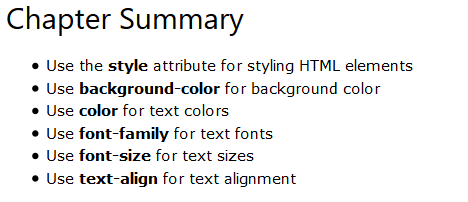 Chapter Summary
• Use the style attribute for styling HTML elements
• Use background-color for background color
• Use color for text colors
• Use font-family for text fonts
• Use font-size for text sizes
• Use text-align for text alignment